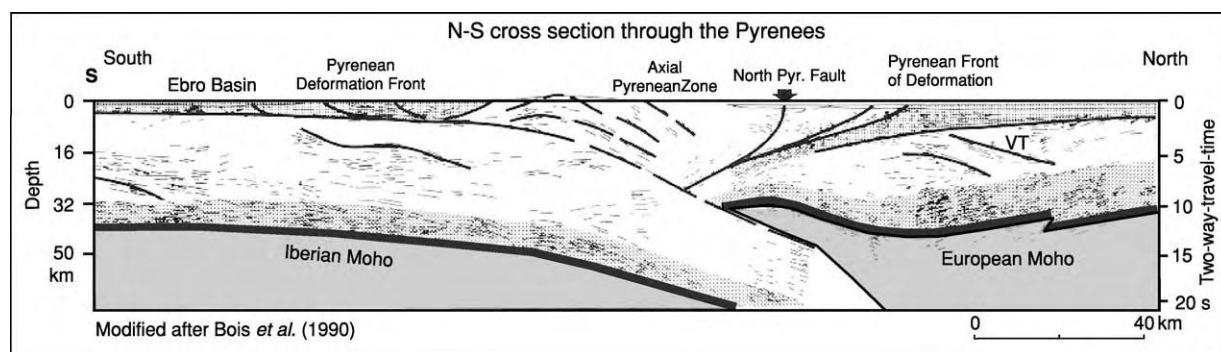 N-S cross section through the Pyrenees
South
North
S
Ebro Basin
Pyrenean
Deformation Front
Axial
PyreneanZone
North Pyr. Fault
Pyrenean Front
of Deformation
0
16
32
50
km
Depth
VT
Iberian Moho
European Moho
0
5
10
15
20 s
Two-way-travel-time
Modified after Bois et al. (1990)
0
40 km